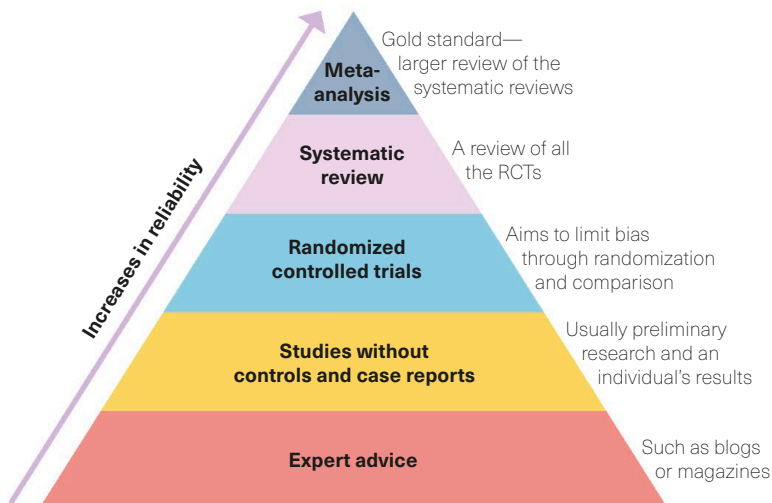 Increases in reliability
Meta-
analysis
Gold standard—
larger review of the
systematic reviews
Systematic
review
A review of all
the RCTs
Randomized
controlled trials
Aims to limit bias
through randomization
and comparison
Studies without
controls and case reports
Usually preliminary
research and an
individual’s results
Expert advice
Such as blogs
or magazines